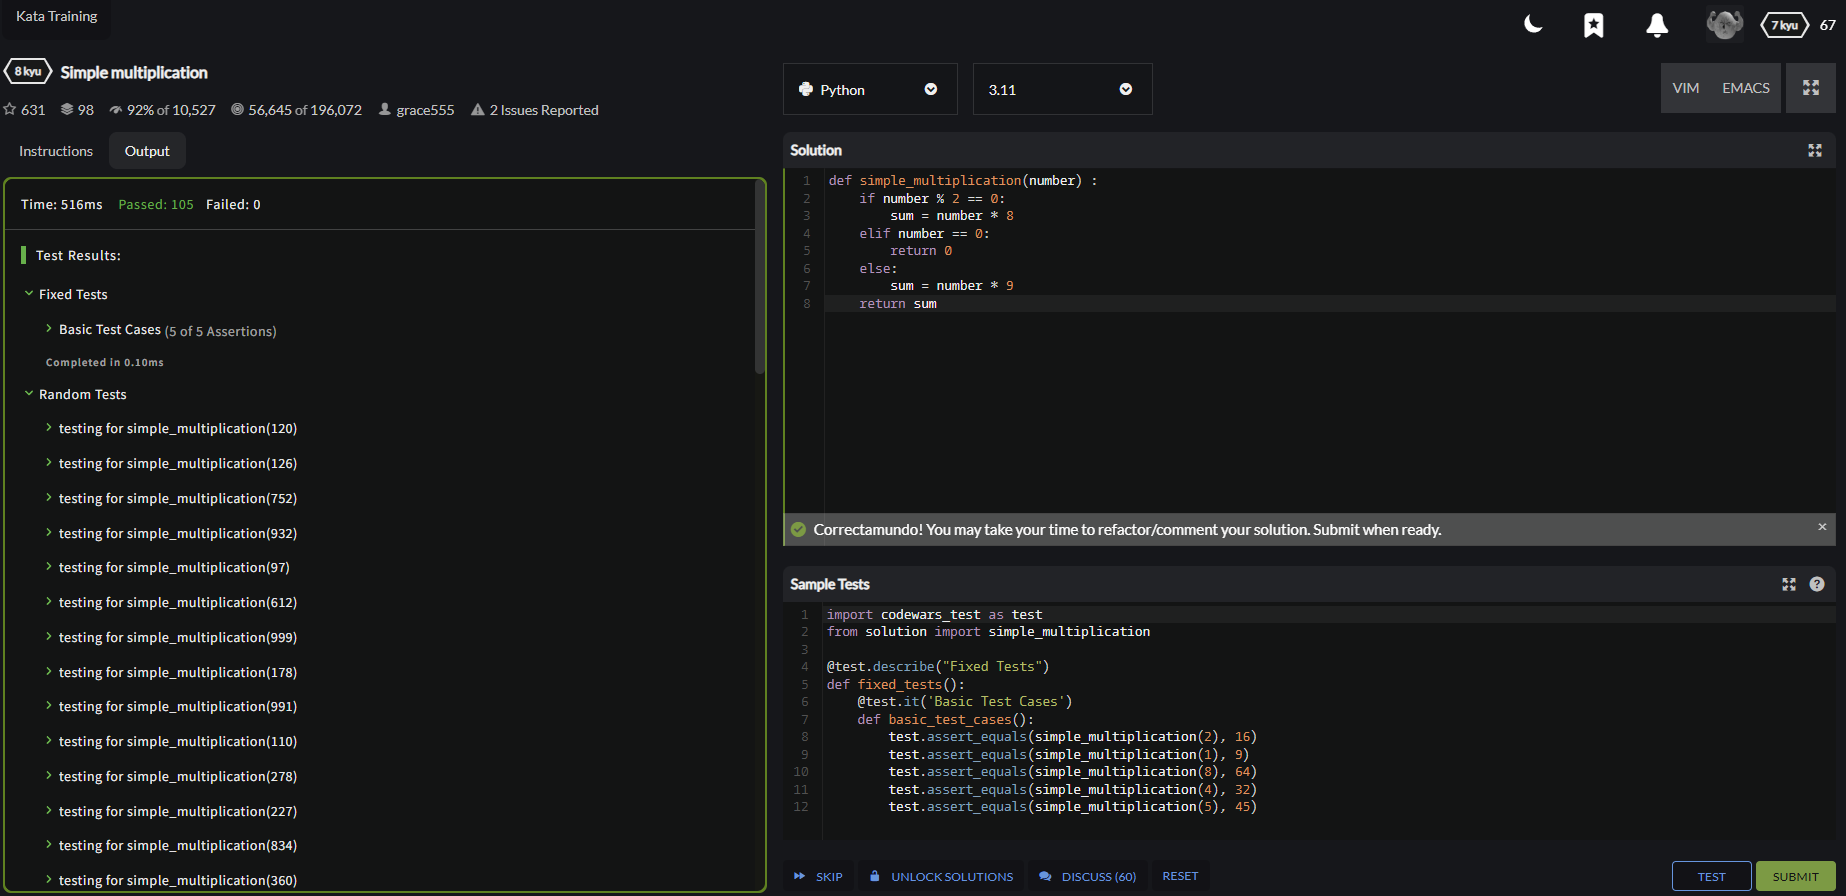 Kata Training
7 kyu 67
8 kyu Simple multiplication
631 98 92% of 10,527 56,645 of 196,072 grace555 2 Issues Reported
Instructions Output
Time: 516ms Passed: 105 Failed: 0
Test Results:
Fixed Tests
Basic Test Cases (5 of 5 Assertions)
Completed in 0.10ms
Random Tests
testing for simple_multiplication(120)
testing for simple_multiplication(126)
testing for simple_multiplication(752)
testing for simple_multiplication(932)
testing for simple_multiplication(97)
testing for simple_multiplication(612)
testing for simple_multiplication(999)
testing for simple_multiplication(178)
testing for simple_multiplication(991)
testing for simple_multiplication(110)
testing for simple_multiplication(278)
testing for simple_multiplication(227)
testing for simple_multiplication(834)
testing for simple_multiplication(360)
Python 3.11 VIM EMACS
Solution
1 def simple_multiplication(number) :
2     if number % 2 == 0:
3         sum = number * 8
4     elif number == 0:
5         return 0
6     else:
7         sum = number * 9
8     return sum
Correctamundo! You may take your time to refactor/comment your solution. Submit when ready. ×
Sample Tests ?
1 import codewars_test as test
2 from solution import simple_multiplication
3
4 @test.describe("Fixed Tests")
5 def fixed_tests():
6     @test.it('Basic Test Cases')
7     def basic_test_cases():
8         test.assert_equals(simple_multiplication(2), 16)
9         test.assert_equals(simple_multiplication(1), 9)
10         test.assert_equals(simple_multiplication(8), 64)
11         test.assert_equals(simple_multiplication(4), 32)
12         test.assert_equals(simple_multiplication(5), 45)
SKIP UNLOCK SOLUTIONS DISCUSS (60) RESET TEST SUBMIT